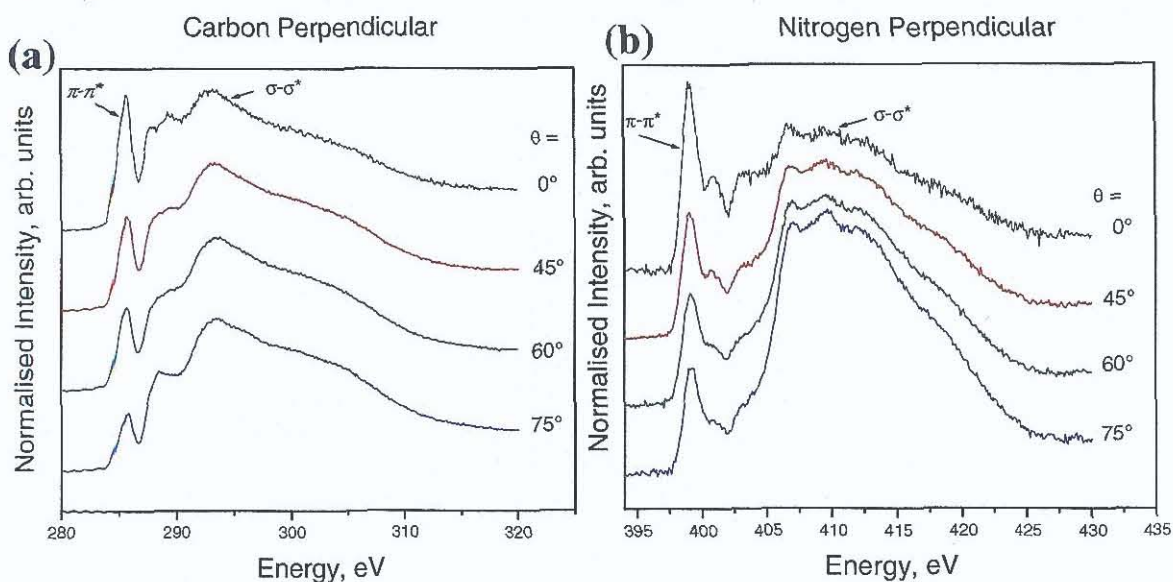 Carbon Perpendicular
(a)
π-π*
σ-σ*
θ =
0°
45°
60°
75°
Normalised Intensity, arb. units
280
290
300
310
320
Energy, eV
Nitrogen Perpendicular
(b)
π-π*
σ-σ*
θ =
0°
45°
60°
75°
Normalised Intensity, arb. units
395
400
405
410
415
420
425
430
435
Energy, eV